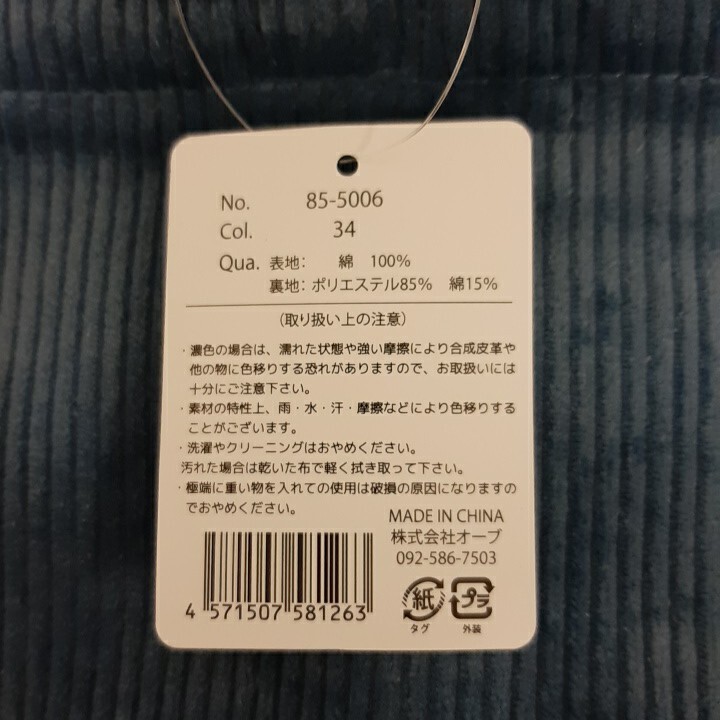 No. 85-5006
Col. 34
Qua. 表地: 綿 100%
裏地: ポリエステル85% 綿15%
(取り扱い上の注意)
・濃色の場合は、濡れた状態や強い摩擦により合成皮革や
他の物に色移りする恐れがありますので、お取扱いには
十分にご注意下さい。
・素材の特性上、雨・水・汗・摩擦などにより色移りする
ことがございます。
・洗濯やクリーニングはおやめください。
汚れた場合は乾いた布で軽く拭き取って下さい。
・極端に重い物を入れての使用は破損の原因になりますの
でおやめください。
MADE IN CHINA
株式会社オーブ
092-586-7503
4 571507 581263
紙
タグ
プラ
外装